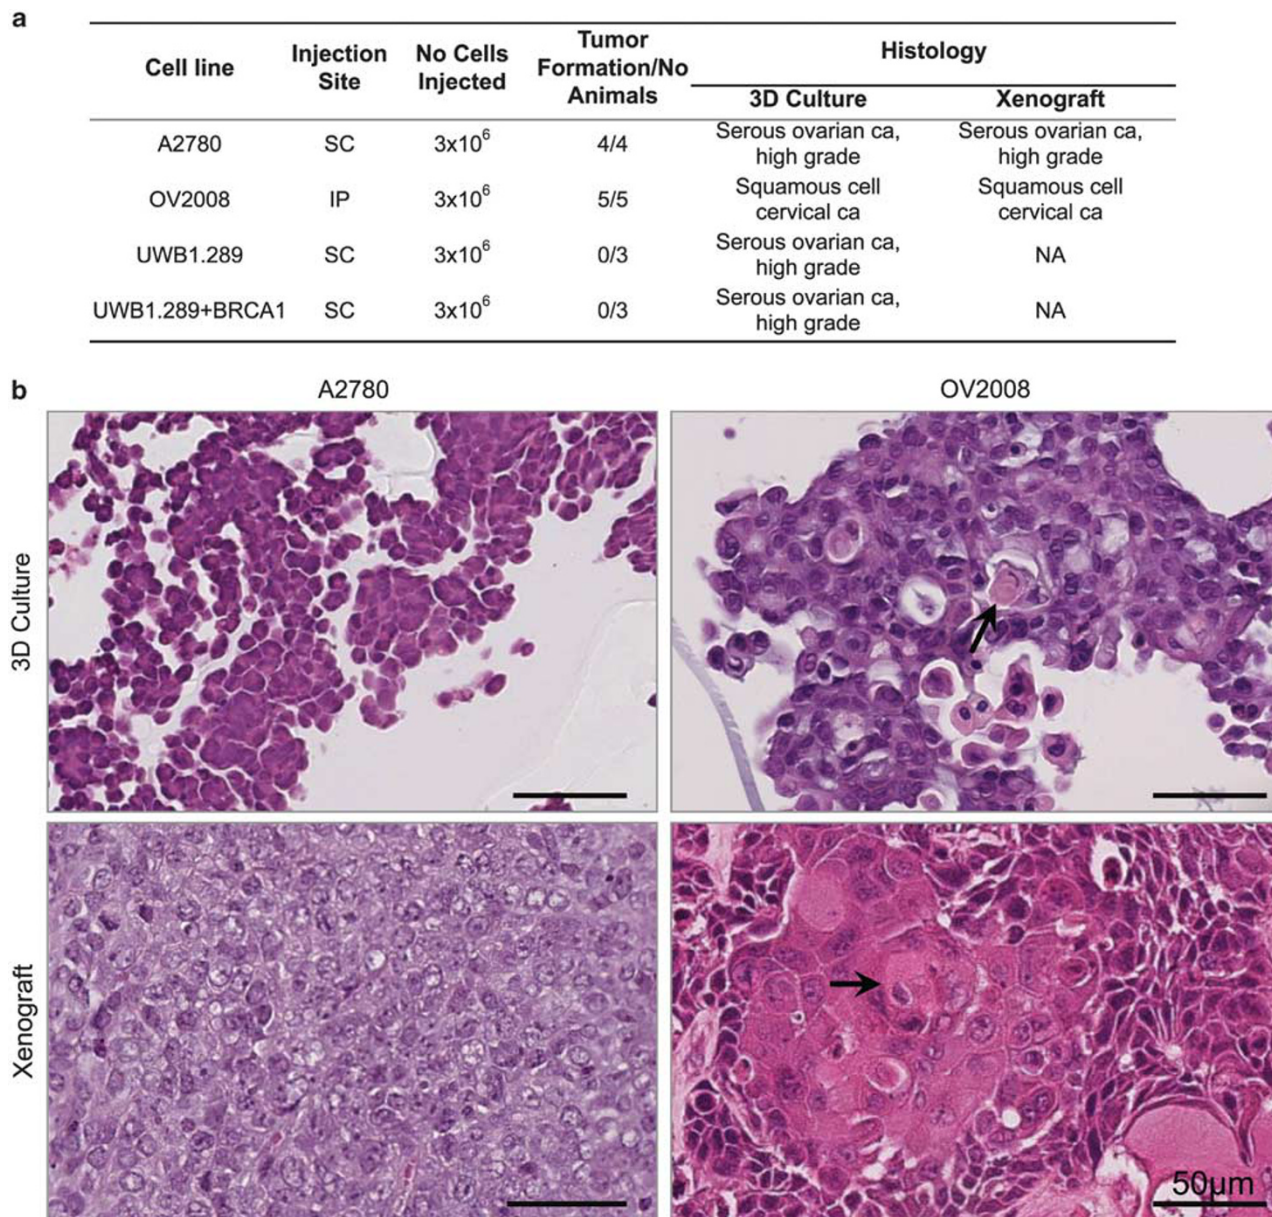 a
Cell line
Injection
Site
No Cells
Injected
Tumor
Formation/No
Animals
Histology
3D Culture
Xenograft
A2780
SC
3x10⁶
4/4
Serous ovarian ca,
high grade
Serous ovarian ca,
high grade
OV2008
IP
3x10⁶
5/5
Squamous cell
cervical ca
Squamous cell
cervical ca
UWB1.289
SC
3x10⁶
0/3
Serous ovarian ca,
high grade
NA
UWB1.289+BRCA1
SC
3x10⁶
0/3
Serous ovarian ca,
high grade
NA
b
A2780
OV2008
3D Culture
Xenograft
50µm